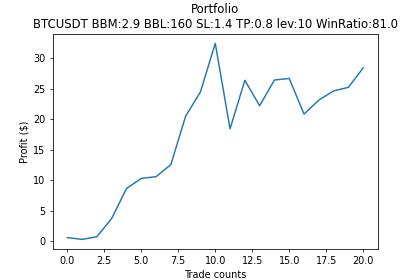 Portfolio
BTCUSDT BBM:2.9 BBL:160 SL:1.4 TP:0.8 lev:10 WinRatio:81.0
30
25
20
15
10
5
0
Profit ($)
0.0 2.5 5.0 7.5 10.0 12.5 15.0 17.5 20.0
Trade counts